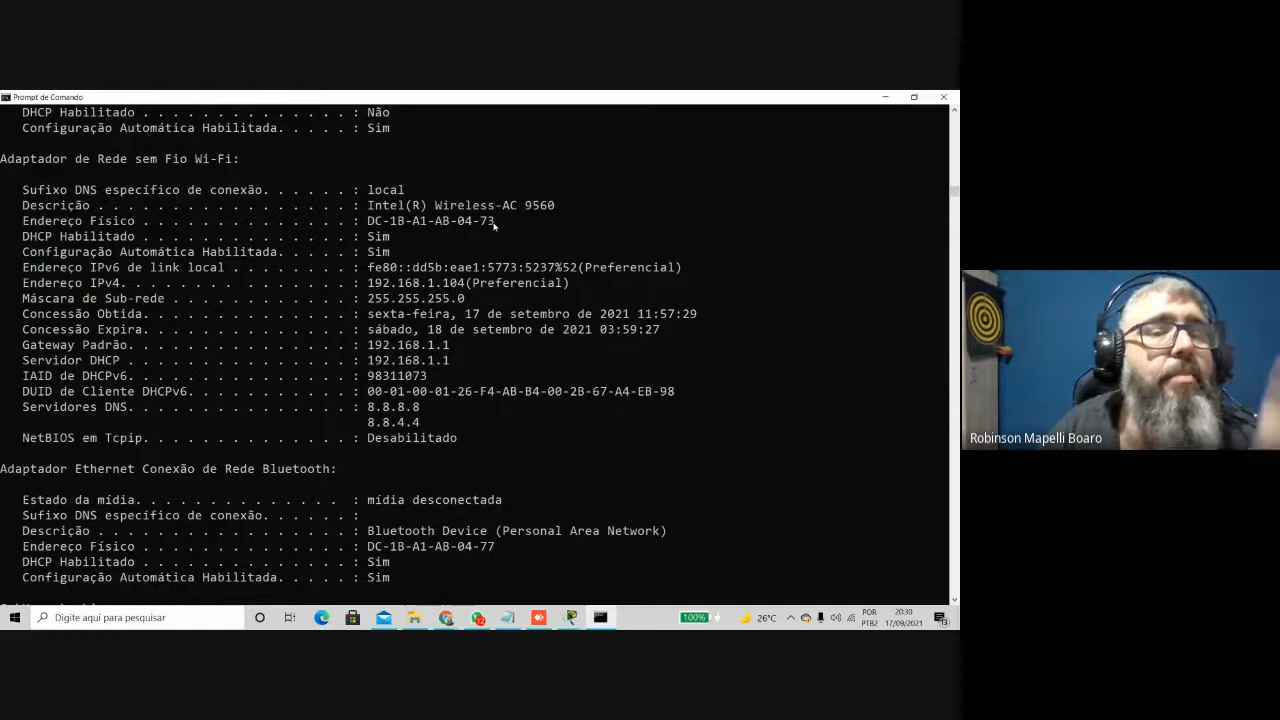 Prompt de Comando
DHCP Habilitado . . . . . . . . . . . . . . : Não
Configuração Automática Habilitada. . . . . : Sim
Adaptador de Rede sem Fio Wi-Fi:
Sufixo DNS específico de conexão. . . . . . : local
Descrição . . . . . . . . . . . . . . . . . : Intel(R) Wireless-AC 9560
Endereço Físico . . . . . . . . . . . . . . : DC-1B-A1-AB-04-73
DHCP Habilitado . . . . . . . . . . . . . . : Sim
Configuração Automática Habilitada. . . . . : Sim
Endereço IPv6 de link local . . . . . . . . : fe80::dd5b:eae1:5773:5237%52(Preferencial)
Endereço IPv4. . . . . . . . . . . . . . . : 192.168.1.104(Preferencial)
Máscara de Sub-rede . . . . . . . . . . . . : 255.255.255.0
Concessão Obtida. . . . . . . . . . . . . . : sexta-feira, 17 de setembro de 2021 11:57:29
Concessão Expira. . . . . . . . . . . . . . : sábado, 18 de setembro de 2021 03:59:27
Gateway Padrão. . . . . . . . . . . . . . . : 192.168.1.1
Servidor DHCP . . . . . . . . . . . . . . . : 192.168.1.1
IAID de DHCPv6. . . . . . . . . . . . . . . : 98311073
DUID de Cliente DHCPv6. . . . . . . . . . . : 00-01-00-01-26-F4-AB-B4-00-2B-67-A4-EB-98
Servidores DNS. . . . . . . . . . . . . . . : 8.8.8.8
8.8.4.4
NetBIOS em Tcpip. . . . . . . . . . . . . . : Desabilitado
Adaptador Ethernet Conexão de Rede Bluetooth:
Estado da mídia. . . . . . . . . . . . . . : mídia desconectada
Sufixo DNS específico de conexão. . . . . . :
Descrição . . . . . . . . . . . . . . . . . : Bluetooth Device (Personal Area Network)
Endereço Físico . . . . . . . . . . . . . . : DC-1B-A1-AB-04-77
DHCP Habilitado . . . . . . . . . . . . . . : Sim
Configuração Automática Habilitada. . . . . : Sim
Robinson Mapelli Boaro
Digite aqui para pesquisar
12
100%
26°C
POR
PTB2
20:30
17/09/2021